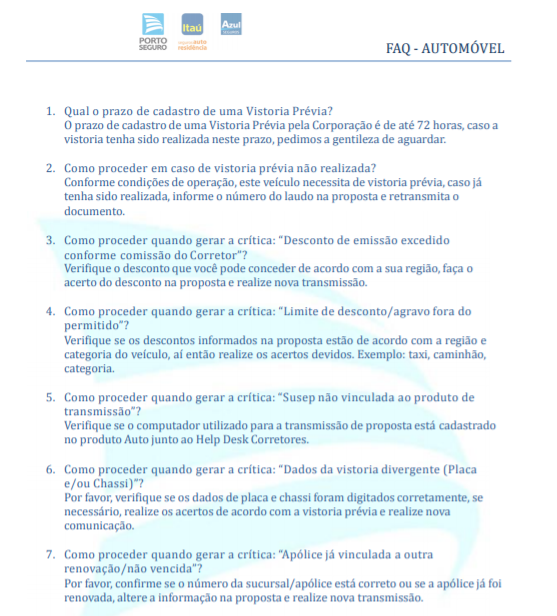 PORTO
SEGURO
Itaú
residência
Azul
FAQ - AUTOMÓVEL
1. Qual o prazo de cadastro de uma Vistoria Prévia?
O prazo de cadastro de uma Vistoria Prévia pela Corporação é de até 72 horas, caso a
vistoria tenha sido realizada neste prazo, pedimos a gentileza de aguardar.
2. Como proceder em caso de vistoria prévia não realizada?
Conforme condições de operação, este veículo necessita de vistoria prévia, caso já
tenha sido realizada, informe o número do laudo na proposta e retransmita o
documento.
3. Como proceder quando gerar a crítica: “Desconto de emissão excedido
conforme comissão do Corretor”?
Verifique o desconto que você pode conceder de acordo com a sua região, faça o
acerto do desconto na proposta e realize nova transmissão.
4. Como proceder quando gerar a crítica: “Limite de desconto/agravo fora do
permitido”?
Verifique se os descontos informados na proposta estão de acordo com a região e
categoria do veículo, aí então realize os acertos devidos. Exemplo: taxi, caminhão,
categoria.
5. Como proceder quando gerar a crítica: “Susep não vinculada ao produto de
transmissão”?
Verifique se o computador utilizado para a transmissão de proposta está cadastrado
no produto Auto junto ao Help Desk Corretores.
6. Como proceder quando gerar a crítica: “Dados da vistoria divergente (Placa
e/ou Chassi)”?
Por favor, verifique se os dados de placa e chassi foram digitados corretamente, se
necessário, realize os acertos de acordo com a vistoria prévia e realize nova
comunicação.
7. Como proceder quando gerar a crítica: “Apólice já vinculada a outra
renovação/não vencida”?
Por favor, confirme se o número da sucursal/apólice está correto ou se a apólice já foi
renovada, altere a informação na proposta e realize nova transmissão.